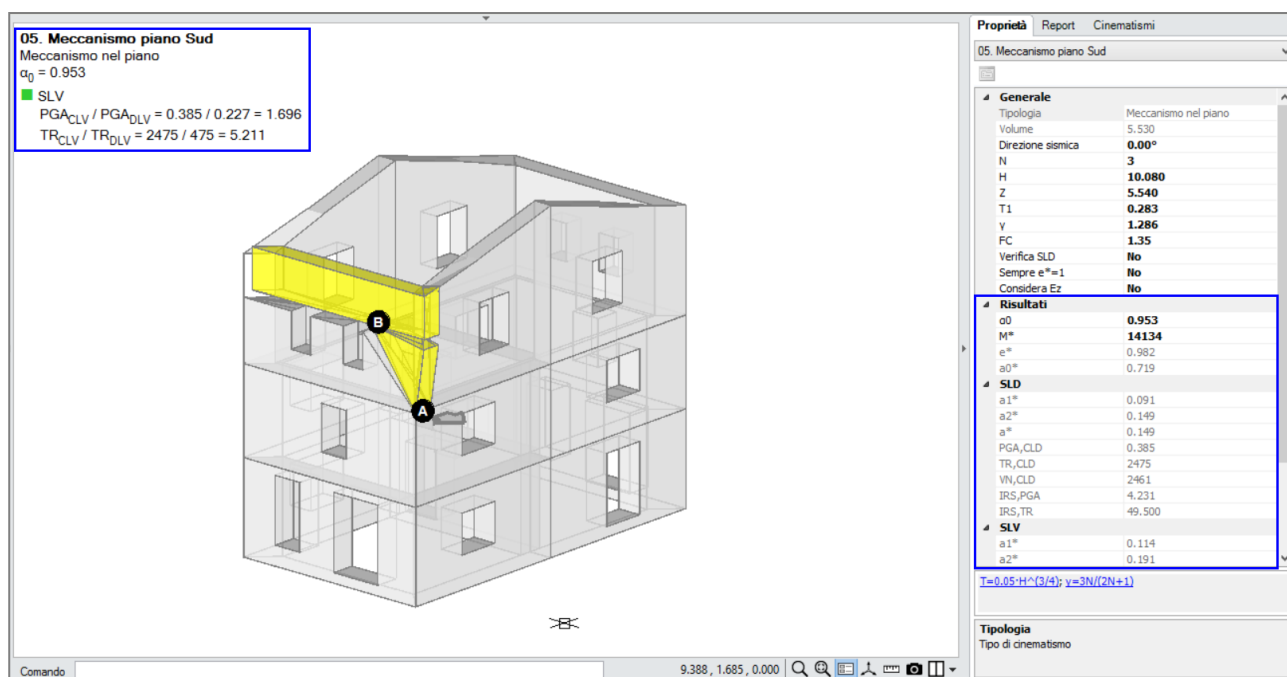 05. Meccanismo piano Sud
Meccanismo nel piano
α0 = 0.953
SLV
PGACLV / PGADLV = 0.385 / 0.227 = 1.696
TRCLV / TRDLV = 2475 / 475 = 5.211
B
A
Comando
9.388 , 1.685 , 0.000
Proprietà Report Cinematismi
05. Meccanismo piano Sud
Generale
Tipologia Meccanismo nel piano
Volume 5.530
Direzione sismica 0.00°
N 3
H 10.080
Z 5.540
T1 0.283
γ 1.286
FC 1.35
Verifica SLD No
Sempre e*=1 No
Considera Ez No
Risultati
α0 0.953
M* 14134
e* 0.982
a0* 0.719
SLD
a1* 0.091
a2* 0.149
a* 0.149
PGA,CLD 0.385
TR,CLD 2475
VN,CLD 2461
IRS,PGA 4.231
IRS,TR 49.500
SLV
a1* 0.114
a2* 0.191
T=0.05·H^(3/4); γ=3N/(2N+1)
Tipologia
Tipo di cinematismo